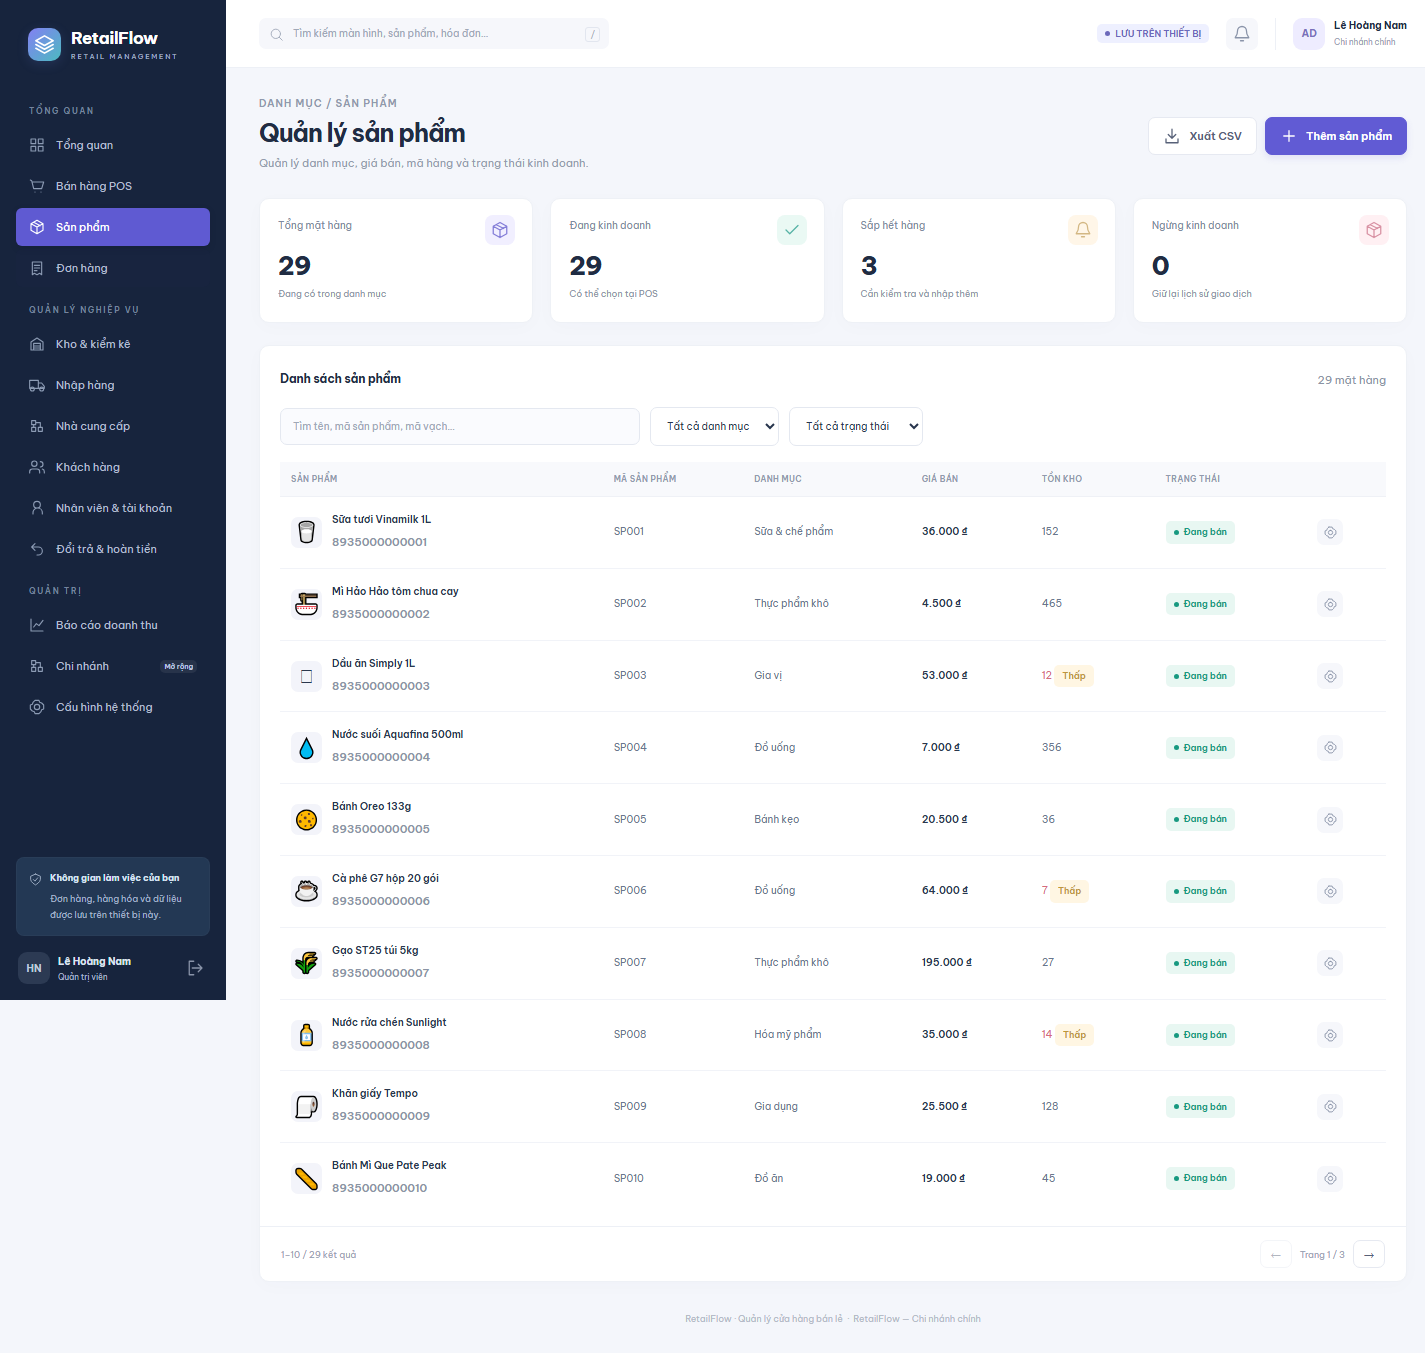 RetailFlow
RETAIL MANAGEMENT
TỔNG QUAN
Tổng quan
Bán hàng POS
Sản phẩm
Đơn hàng
QUẢN LÝ NGHIỆP VỤ
Kho & kiểm kê
Nhập hàng
Nhà cung cấp
Khách hàng
Nhân viên & tài khoản
Đổi trả & hoàn tiền
QUẢN TRỊ
Báo cáo doanh thu
Chi nhánh Mở rộng
Cấu hình hệ thống
Không gian làm việc của bạn
Đơn hàng, hàng hóa và dữ liệu
được lưu trên thiết bị này.
HN
Lê Hoàng Nam
Quản trị viên
Tìm kiếm màn hình, sản phẩm, hóa đơn... /
LƯU TRÊN THIẾT BỊ
AD
Lê Hoàng Nam
Chi nhánh chính
DANH MỤC / SẢN PHẨM
Quản lý sản phẩm
Quản lý danh mục, giá bán, mã hàng và trạng thái kinh doanh.
Xuất CSV
Thêm sản phẩm
Tổng mặt hàng
29
Đang có trong danh mục
Đang kinh doanh
29
Có thể chọn tại POS
Sắp hết hàng
3
Cần kiểm tra và nhập thêm
Ngừng kinh doanh
0
Giữ lại lịch sử giao dịch
Danh sách sản phẩm
29 mặt hàng
Tìm tên, mã sản phẩm, mã vạch...
Tất cả danh mục
Tất cả trạng thái
SẢN PHẨM MÃ SẢN PHẨM DANH MỤC GIÁ BÁN TỒN KHO TRẠNG THÁI
Sữa tươi Vinamilk 1L
8935000000001
SP001 Sữa & chế phẩm 36.000 ₫ 152 Đang bán
Mì Hảo Hảo tôm chua cay
8935000000002
SP002 Thực phẩm khô 4.500 ₫ 465 Đang bán
Dầu ăn Simply 1L
8935000000003
SP003 Gia vị 53.000 ₫ 12 Thấp Đang bán
Nước suối Aquafina 500ml
8935000000004
SP004 Đồ uống 7.000 ₫ 356 Đang bán
Bánh Oreo 133g
8935000000005
SP005 Bánh kẹo 20.500 ₫ 36 Đang bán
Cà phê G7 hộp 20 gói
8935000000006
SP006 Đồ uống 64.000 ₫ 7 Thấp Đang bán
Gạo ST25 túi 5kg
8935000000007
SP007 Thực phẩm khô 195.000 ₫ 27 Đang bán
Nước rửa chén Sunlight
8935000000008
SP008 Hóa mỹ phẩm 35.000 ₫ 14 Thấp Đang bán
Khăn giấy Tempo
8935000000009
SP009 Gia dụng 25.500 ₫ 128 Đang bán
Bánh Mì Que Pate Peak
8935000000010
SP010 Đồ ăn 19.000 ₫ 45 Đang bán
1–10 / 29 kết quả
← Trang 1 / 3 →
RetailFlow · Quản lý cửa hàng bán lẻ · RetailFlow — Chi nhánh chính